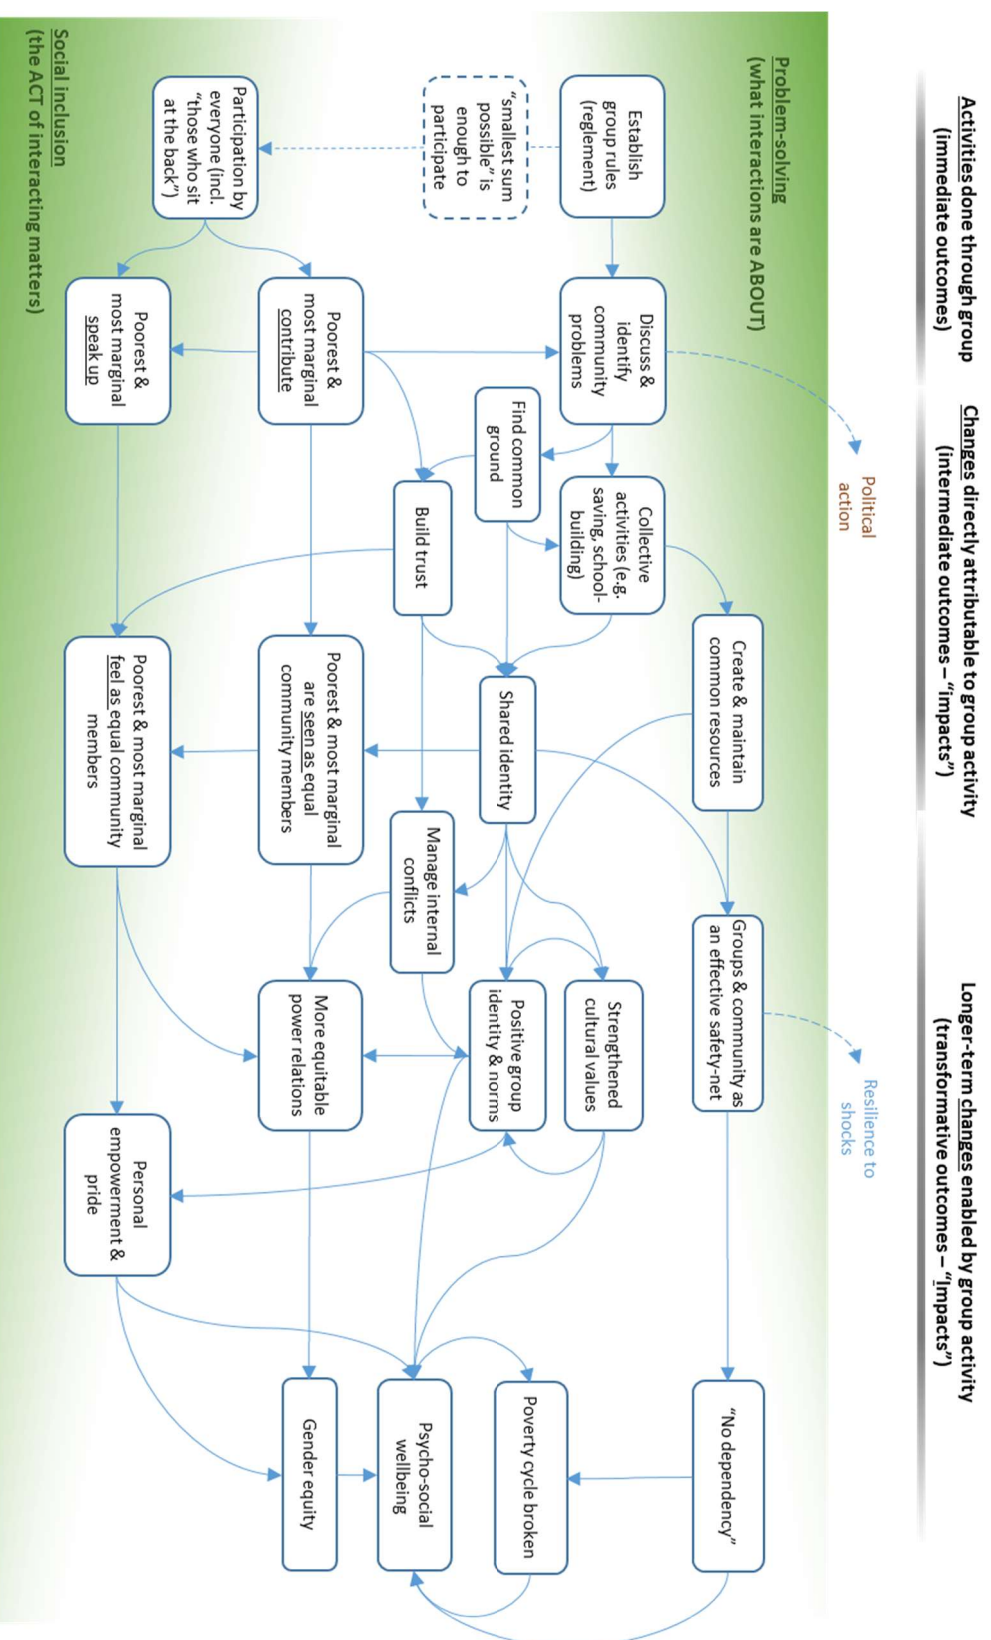 Activities done through group
(immediate outcomes)
Changes directly attributable to group activity
(intermediate outcomes – “impacts”)
Longer-term changes enabled by group activity
(transformative outcomes – “Impacts”)
Political
action
Resilience to
shocks
Problem-solving
(what interactions are ABOUT)
Create & maintain
common resources
Groups & community as
an effective safety-net
“No dependency”
Establish
group rules
(reglement)
Discuss &
identify
community
problems
Collective
activities (e.g.
saving, school-
building)
Strengthened
cultural values
“smallest sum
possible” is
enough to
participate
Find common
ground
Shared identity
Positive group
identity & norms
Poverty cycle broken
Build trust
Manage internal
conflicts
Psycho-social
wellbeing
Poorest &
most marginal
contribute
Poorest & most marginal
are seen as equal
community members
More equitable
power relations
Gender equity
Participation by
everyone (incl.
“those who sit
at the back”)
Poorest &
most marginal
speak up
Poorest & most marginal
feel as equal community
members
Personal
empowerment &
pride
Social inclusion
(the ACT of interacting matters)